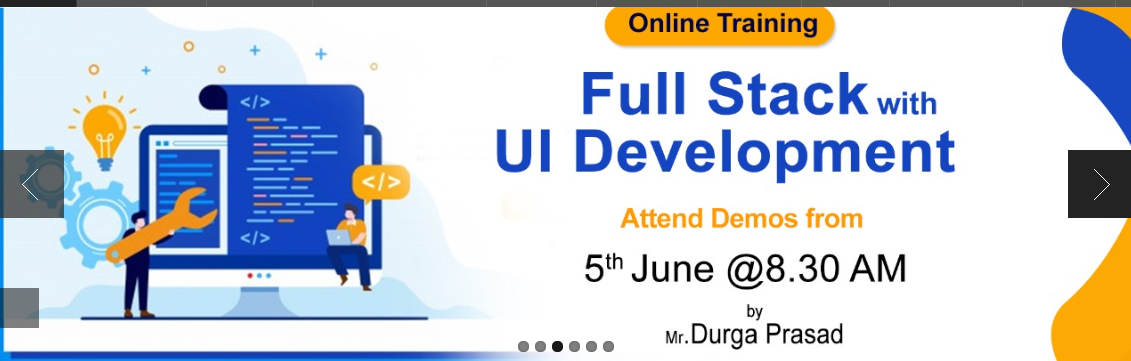 Online Training
Full Stack with
UI Development
</>
</>
</>
Attend Demos from
5th June @8.30 AM
by
Mr.Durga Prasad